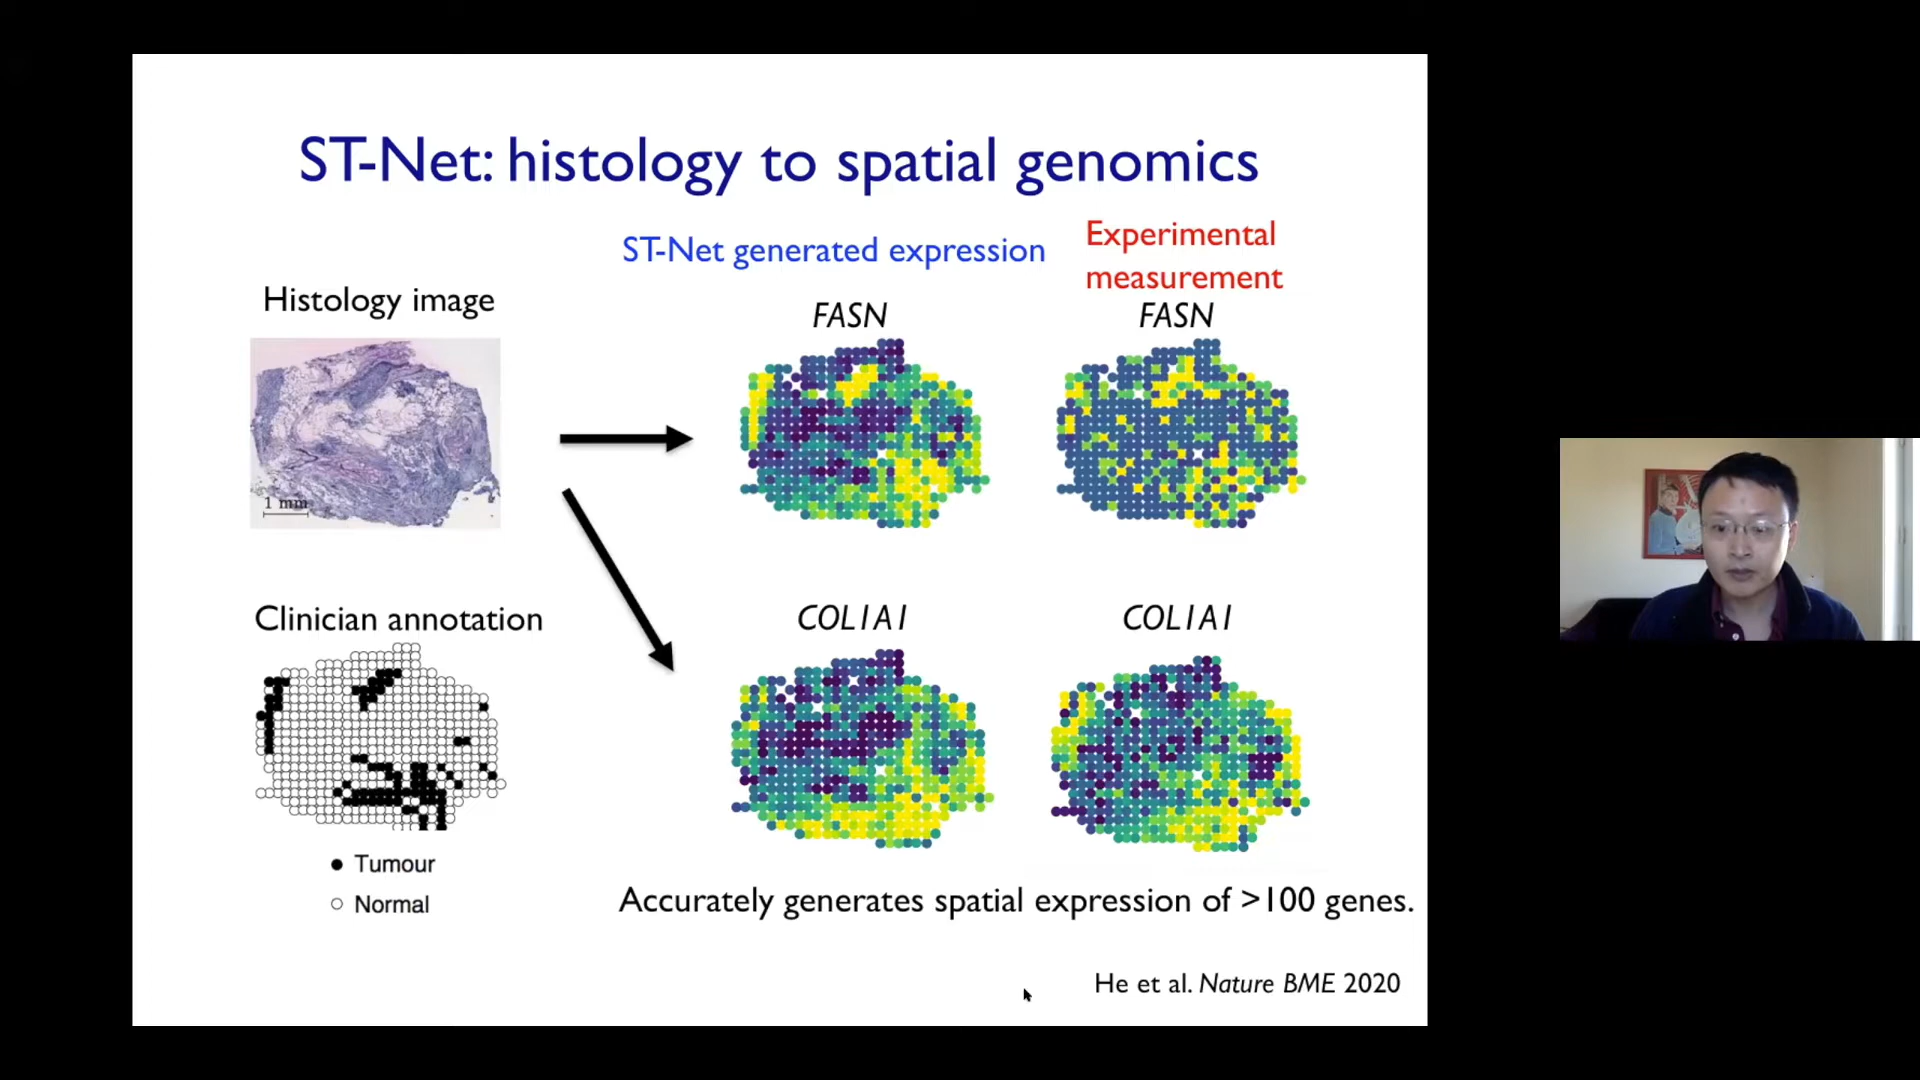 ST-Net: histology to spatial genomics
ST-Net generated expression
Experimental
measurement
Histology image
FASN
FASN
1 mm
Clinician annotation
COL1A1
COL1A1
Tumour
Normal
Accurately generates spatial expression of >100 genes.
He et al. Nature BME 2020